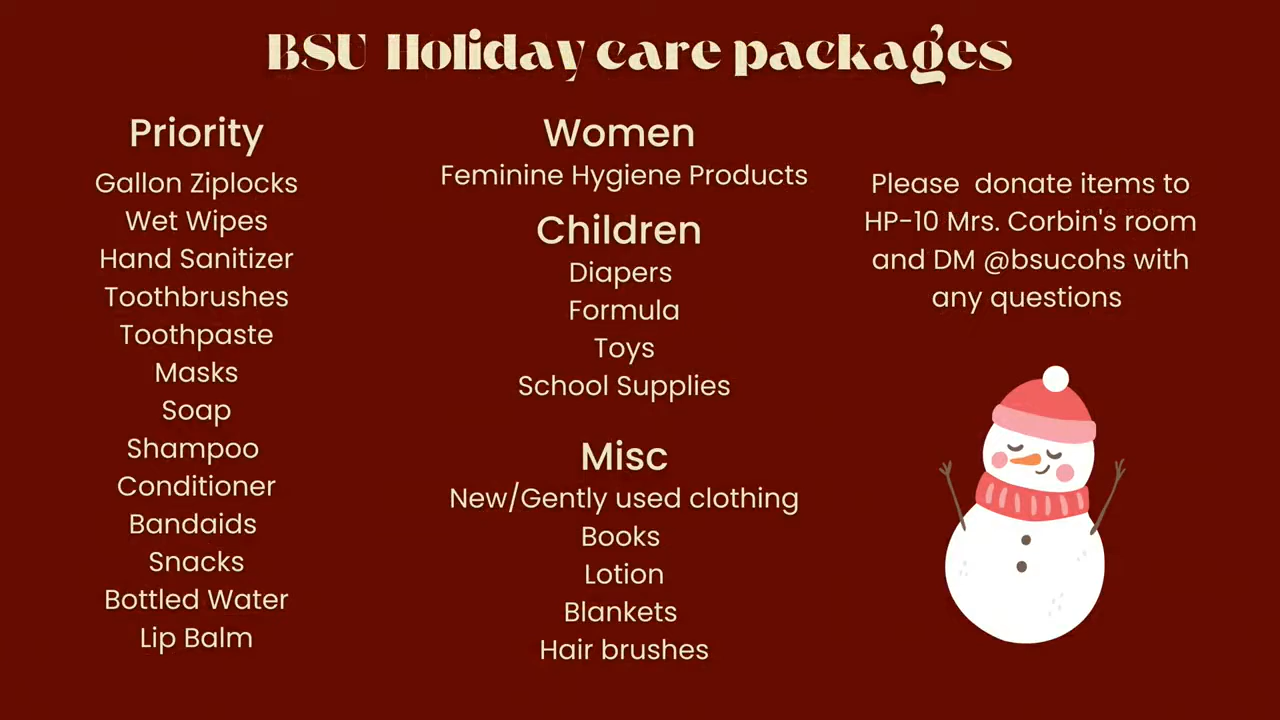 BSU Holiday care packages
Priority
Gallon Ziplocks
Wet Wipes
Hand Sanitizer
Toothbrushes
Toothpaste
Masks
Soap
Shampoo
Conditioner
Bandaids
Snacks
Bottled Water
Lip Balm
Women
Feminine Hygiene Products
Children
Diapers
Formula
Toys
School Supplies
Misc
New/Gently used clothing
Books
Lotion
Blankets
Hair brushes
Please donate items to
HP-10 Mrs. Corbin's room
and DM @bsucohs with
any questions